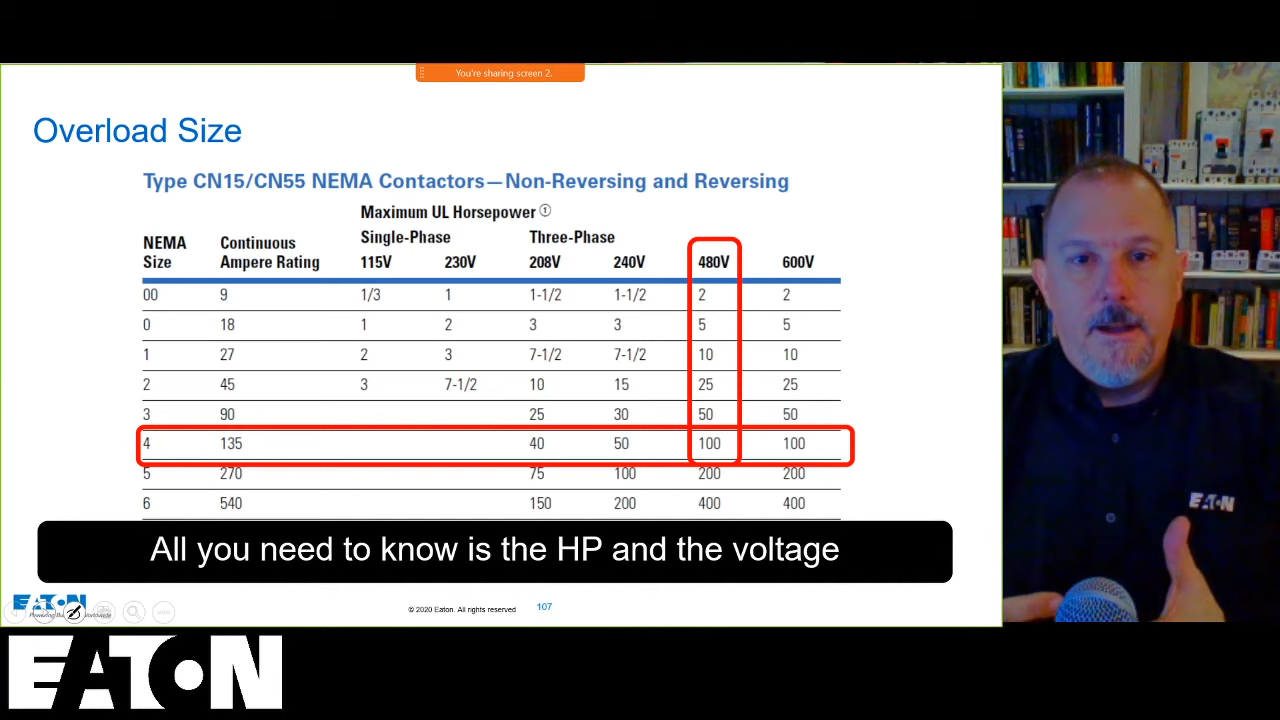 You're sharing screen 2.
Overload Size
Type CN15/CN55 NEMA Contactors—Non-Reversing and Reversing
Maximum UL Horsepower ①
NEMA Continuous Single-Phase Three-Phase
Size Ampere Rating 115V 230V 208V 240V 480V 600V
00 9 1/3 1 1-1/2 1-1/2 2 2
0 18 1 2 3 3 5 5
1 27 2 3 7-1/2 7-1/2 10 10
2 45 3 7-1/2 10 15 25 25
3 90 25 30 50 50
4 135 40 50 100 100
5 270 75 100 200 200
6 540 150 200 400 400
All you need to know is the HP and the voltage
EATON
EATON
© 2020 Eaton. All rights reserved 107
EATON